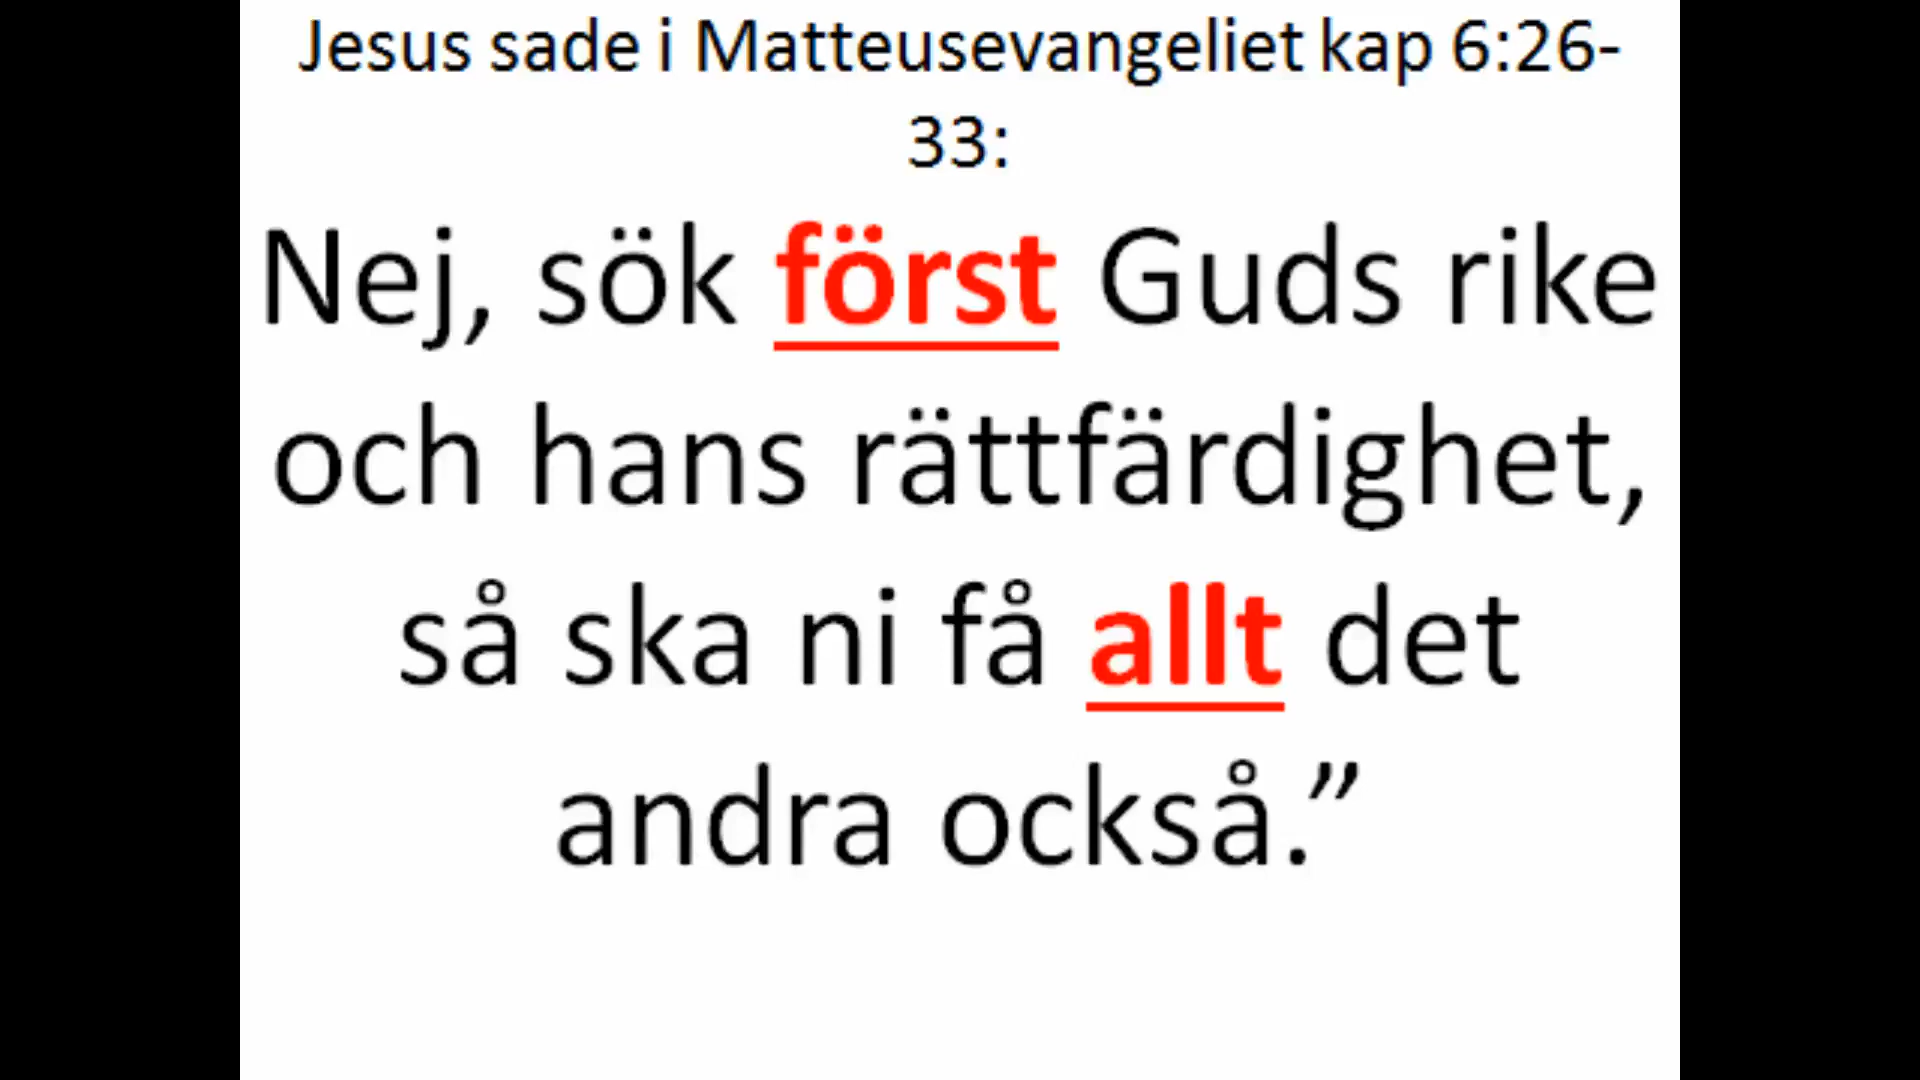 Jesus sade i Matteusevangeliet kap 6:26-
33:
Nej, sök först Guds rike
och hans rättfärdighet,
så ska ni få allt det
andra också.”